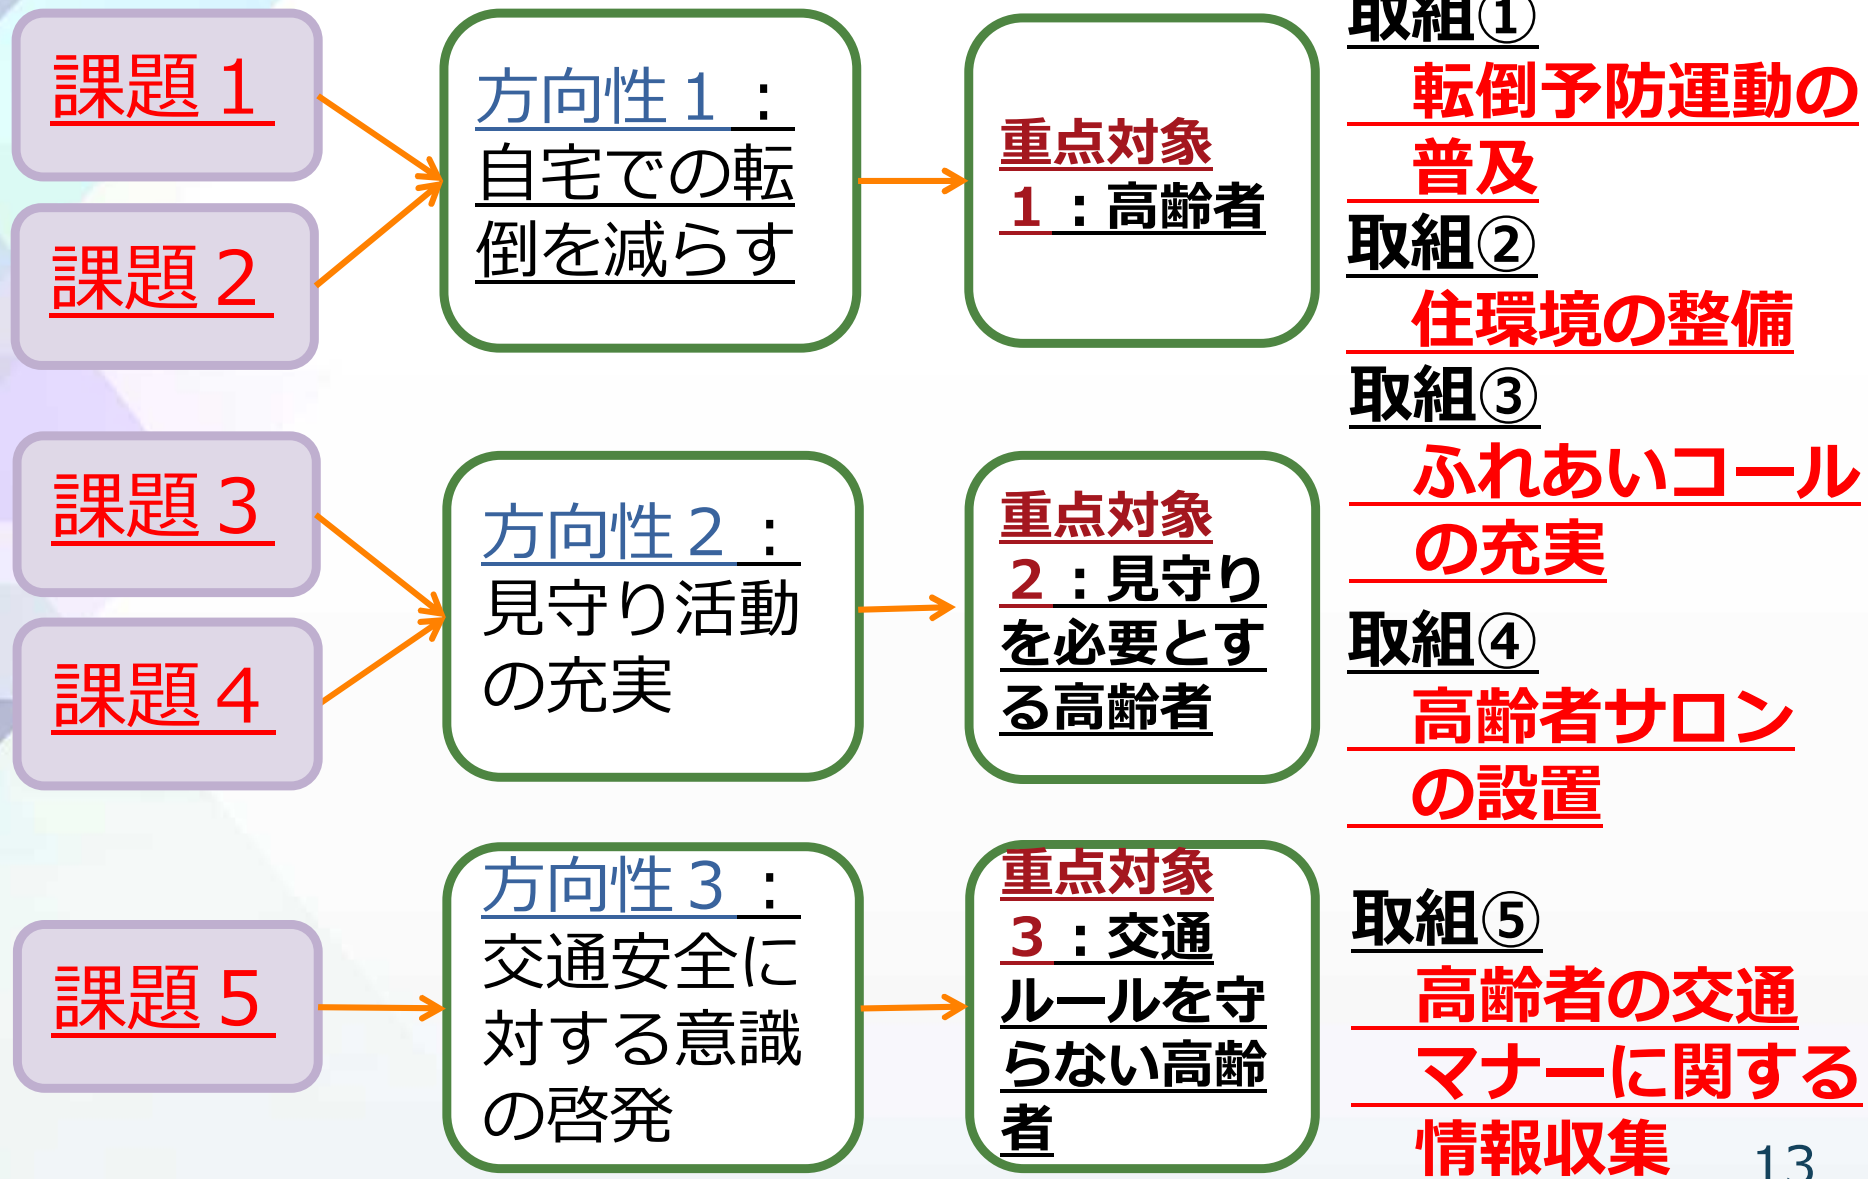 課題１
課題２
課題３
課題４
課題５
方向性１：
自宅での転
倒を減らす
方向性２：
見守り活動
の充実
方向性３：
交通安全に
対する意識
の啓発
重点対象
１：高齢者
重点対象
２：見守り
を必要とす
る高齢者
重点対象
３：交通
ルールを守
らない高齢
者
取組①
転倒予防運動の
普及
取組②
住環境の整備
取組③
ふれあいコール
の充実
取組④
高齢者サロン
の設置
取組⑤
高齢者の交通
マナーに関する
情報収集
13